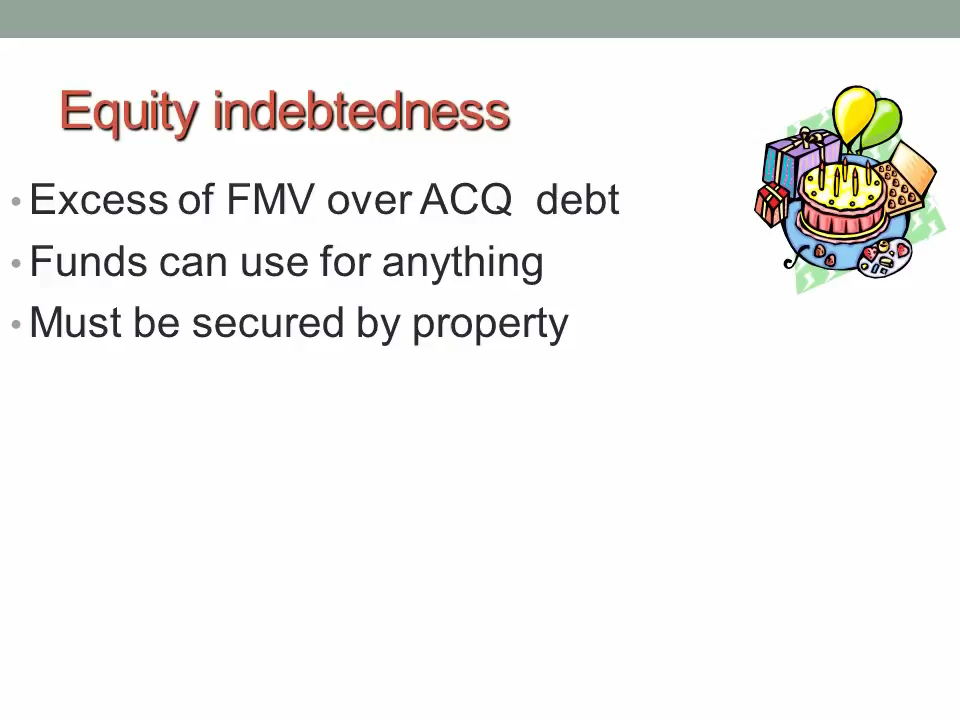 Equity indebtedness
• Excess of FMV over ACQ  debt
• Funds can use for anything
• Must be secured by property